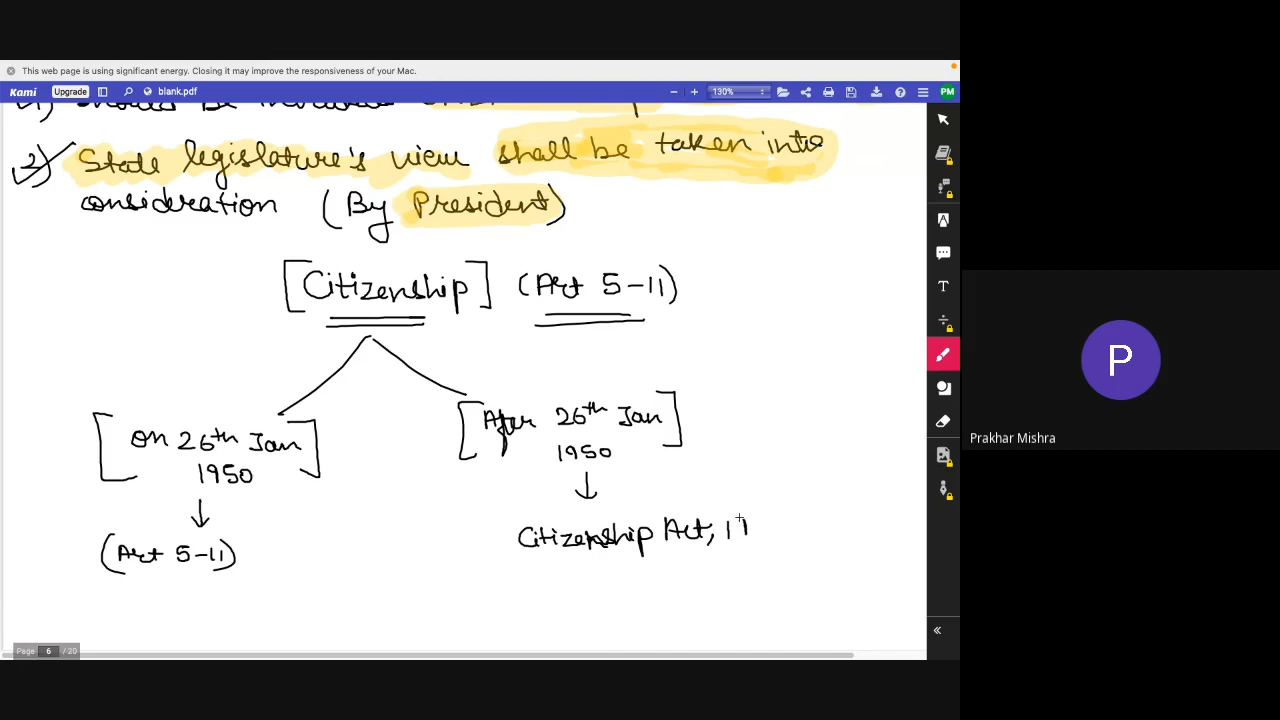 This web page is using significant energy. Closing it may improve the responsiveness of your Mac.
Kami Upgrade blank.pdf 130% PM
should be
2) State legislature's view shall be taken into
consideration (By President)
[Citizenship] (Art 5-11)
[On 26th Jan
1950]
[After 26th Jan
1950]
↓
↓
(Art 5-11)
Citizenship Act, 1
Page 6 / 20
P
Prakhar Mishra